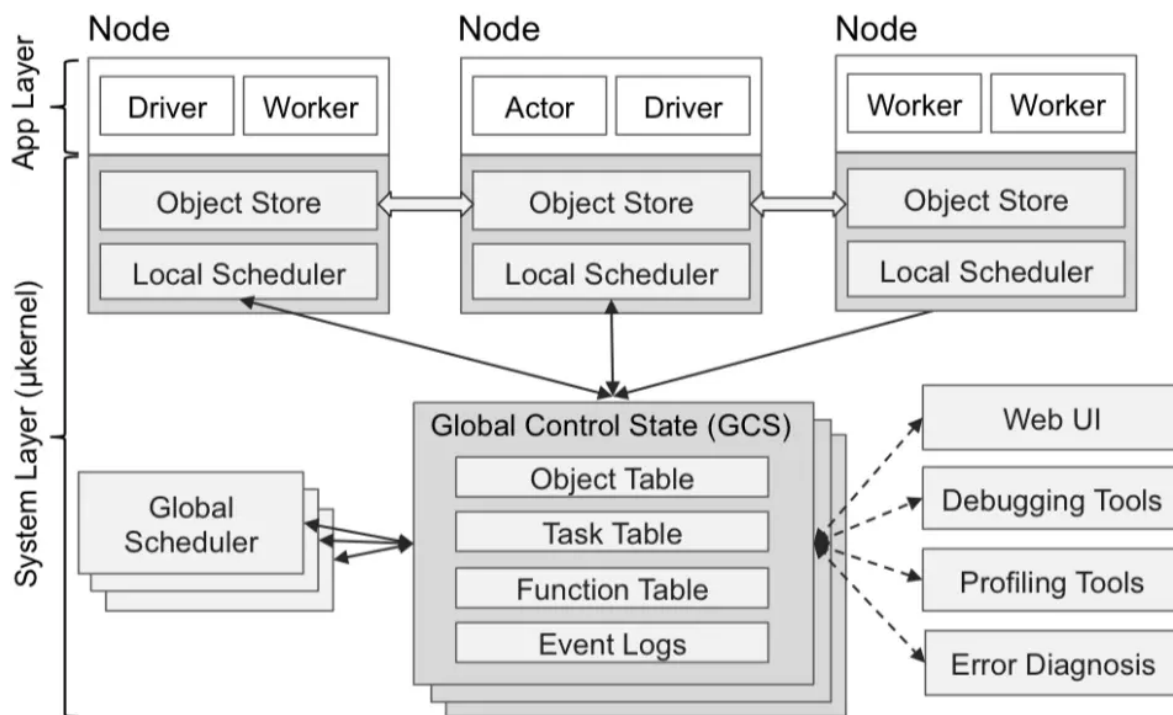 Node
Node
Node
App Layer
Driver
Worker
Actor
Driver
Worker
Worker
Object Store
Object Store
Object Store
Local Scheduler
Local Scheduler
Local Scheduler
System Layer (μkernel)
Global Control State (GCS)
Object Table
Task Table
Function Table
Event Logs
Global
Scheduler
Web UI
Debugging Tools
Profiling Tools
Error Diagnosis